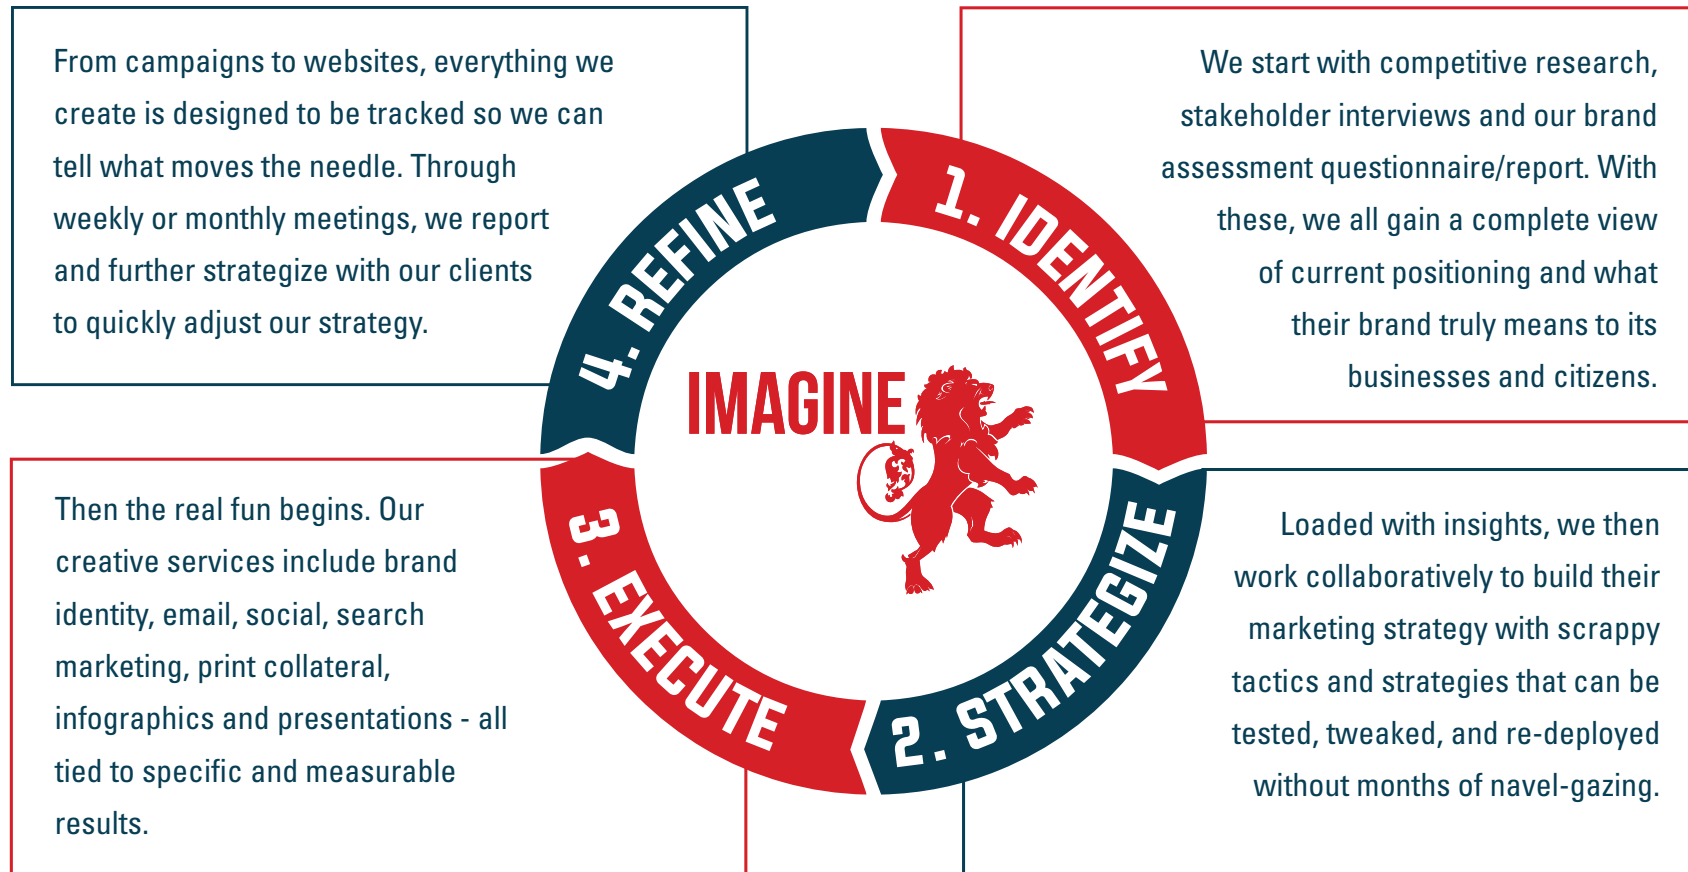 From campaigns to websites, everything we
create is designed to be tracked so we can
tell what moves the needle. Through
weekly or monthly meetings, we report
and further strategize with our clients
to quickly adjust our strategy.
We start with competitive research,
stakeholder interviews and our brand
assessment questionnaire/report. With
these, we all gain a complete view
of current positioning and what
their brand truly means to its
businesses and citizens.
1. IDENTIFY
2. STRATEGIZE
3. EXECUTE
4. REFINE
IMAGINE
Then the real fun begins. Our
creative services include brand
identity, email, social, search
marketing, print collateral,
infographics and presentations - all
tied to specific and measurable
results.
Loaded with insights, we then
work collaboratively to build their
marketing strategy with scrappy
tactics and strategies that can be
tested, tweaked, and re-deployed
without months of navel-gazing.